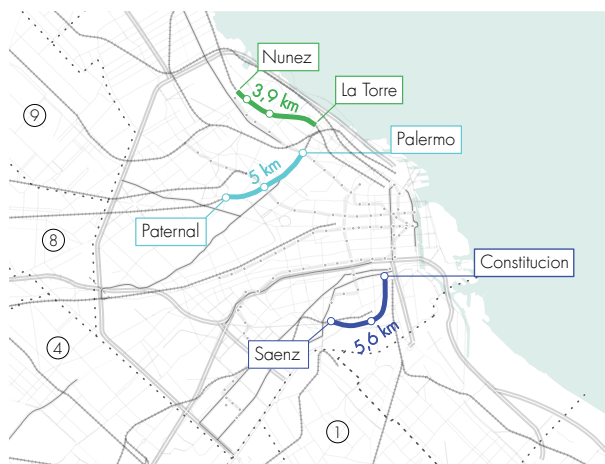 Nunez
3,9 km
La Torre
9
Palermo
5 km
Paternal
8
Constitucion
4
5,6 km
Saenz
1